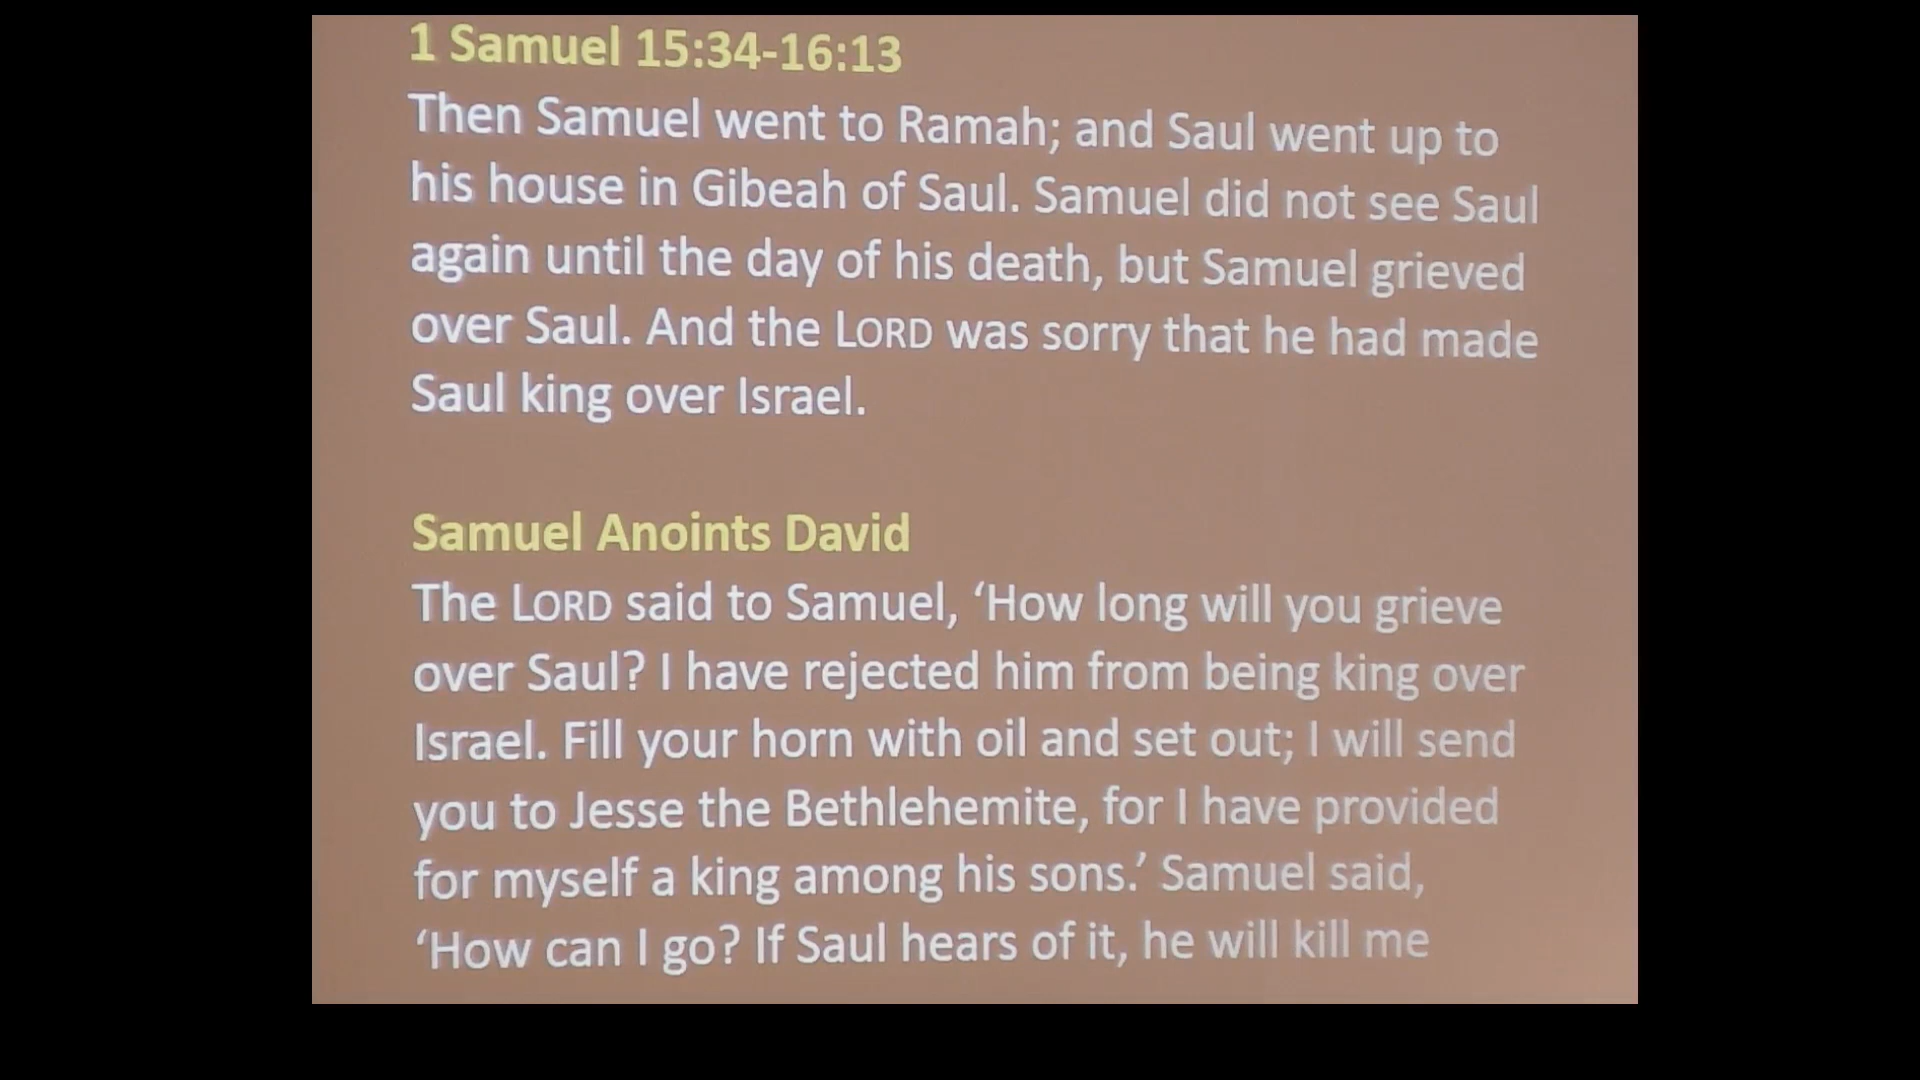 1 Samuel 15:34-16:13
Then Samuel went to Ramah; and Saul went up to
his house in Gibeah of Saul. Samuel did not see Saul
again until the day of his death, but Samuel grieved
over Saul. And the LORD was sorry that he had made
Saul king over Israel.
Samuel Anoints David
The LORD said to Samuel, ‘How long will you grieve
over Saul? I have rejected him from being king over
Israel. Fill your horn with oil and set out; I will send
you to Jesse the Bethlehemite, for I have provided
for myself a king among his sons.’ Samuel said,
‘How can I go? If Saul hears of it, he will kill me